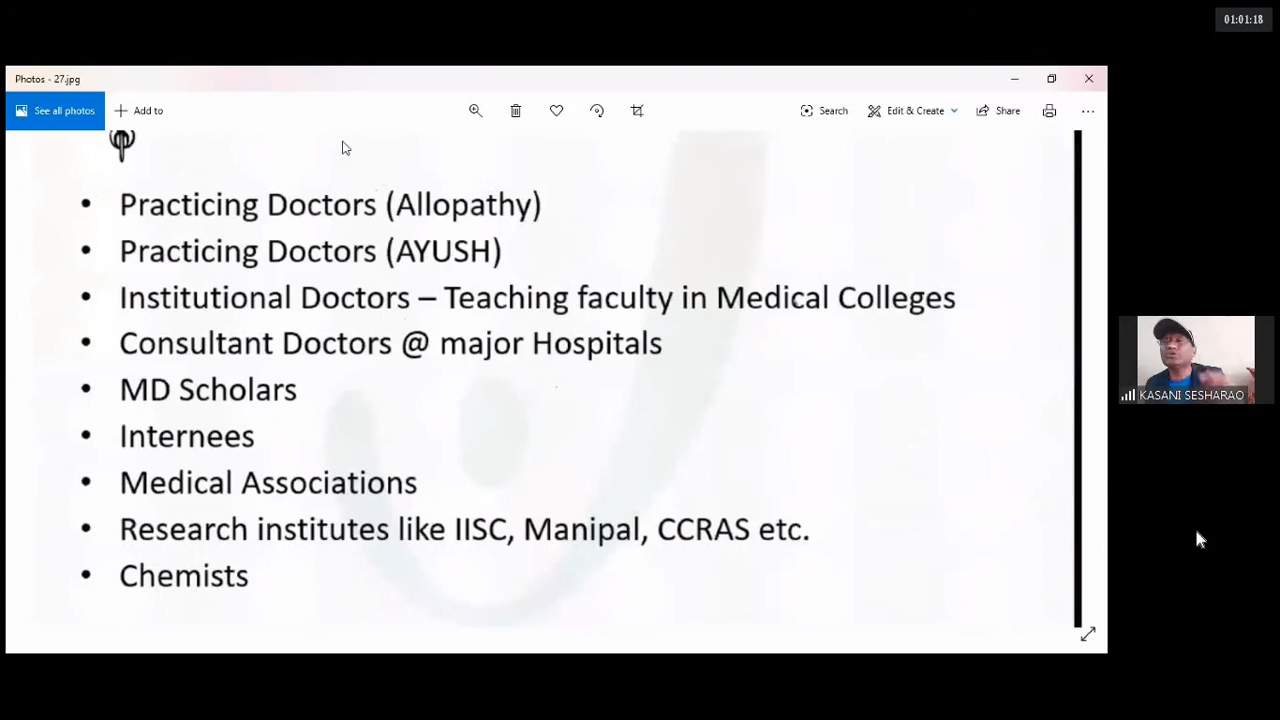 01:01:18
Photos - 27.jpg
See all photos
Add to
Search
Edit & Create
Share
• Practicing Doctors (Allopathy)
• Practicing Doctors (AYUSH)
• Institutional Doctors – Teaching faculty in Medical Colleges
• Consultant Doctors @ major Hospitals
• MD Scholars
• Internees
• Medical Associations
• Research institutes like IISC, Manipal, CCRAS etc.
• Chemists
KASANI SESHARAO